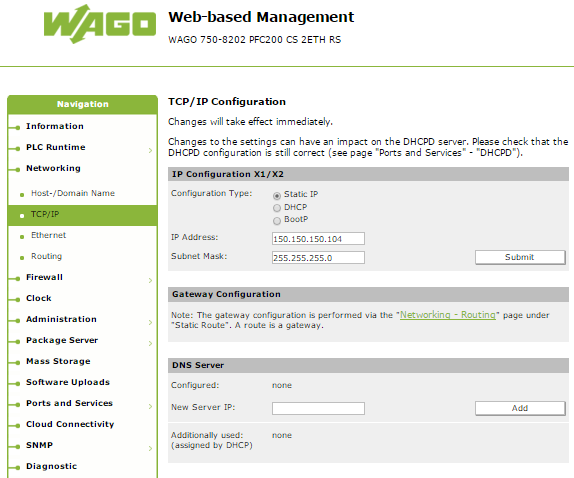 WAGO
Web-based Management
WAGO 750-8202 PFC200 CS 2ETH RS
Navigation
Information
PLC Runtime
Networking
Host-/Domain Name
TCP/IP
Ethernet
Routing
Firewall
Clock
Administration
Package Server
Mass Storage
Software Uploads
Ports and Services
Cloud Connectivity
SNMP
Diagnostic
TCP/IP Configuration
Changes will take effect immediately.
Changes to the settings can have an impact on the DHCPD server. Please check that the
DHCPD configuration is still correct (see page "Ports and Services" - "DHCPD").
IP Configuration X1/X2
Configuration Type: Static IP
DHCP
BootP
IP Address: 150.150.150.104
Subnet Mask: 255.255.255.0 Submit
Gateway Configuration
Note: The gateway configuration is performed via the "Networking - Routing" page under
"Static Route". A route is a gateway.
DNS Server
Configured: none
New Server IP: Add
Additionally used: none
(assigned by DHCP)